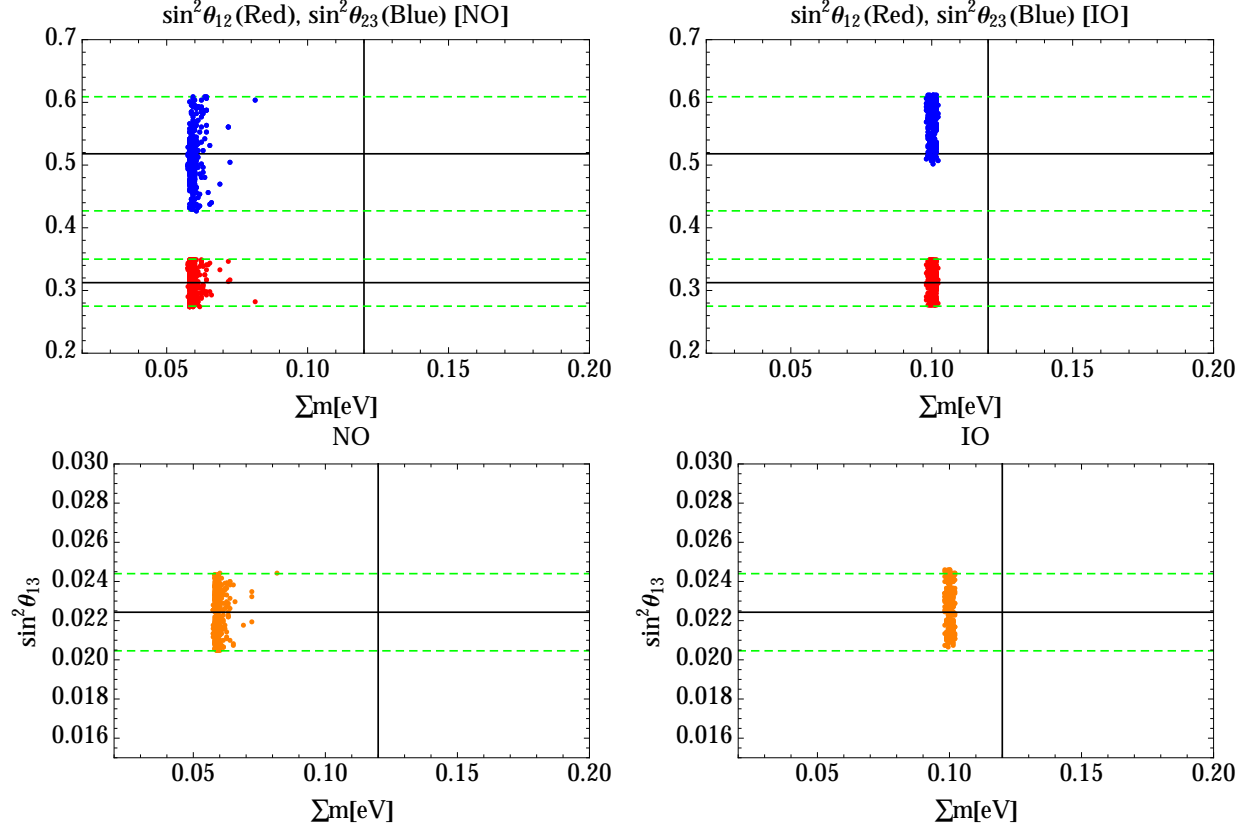 sin²θ₁₂(Red), sin²θ₂₃(Blue) [NO]
0.7
0.6
0.5
0.4
0.3
0.2
0.05 0.10 0.15 0.20
∑m[eV]
sin²θ₁₂(Red), sin²θ₂₃(Blue) [IO]
0.7
0.6
0.5
0.4
0.3
0.2
0.05 0.10 0.15 0.20
∑m[eV]
NO
0.030
0.028
0.026
0.024
0.022
0.020
0.018
0.016
sin²θ₁₃
0.05 0.10 0.15 0.20
∑m[eV]
IO
0.030
0.028
0.026
0.024
0.022
0.020
0.018
0.016
sin²θ₁₃
0.05 0.10 0.15 0.20
∑m[eV]